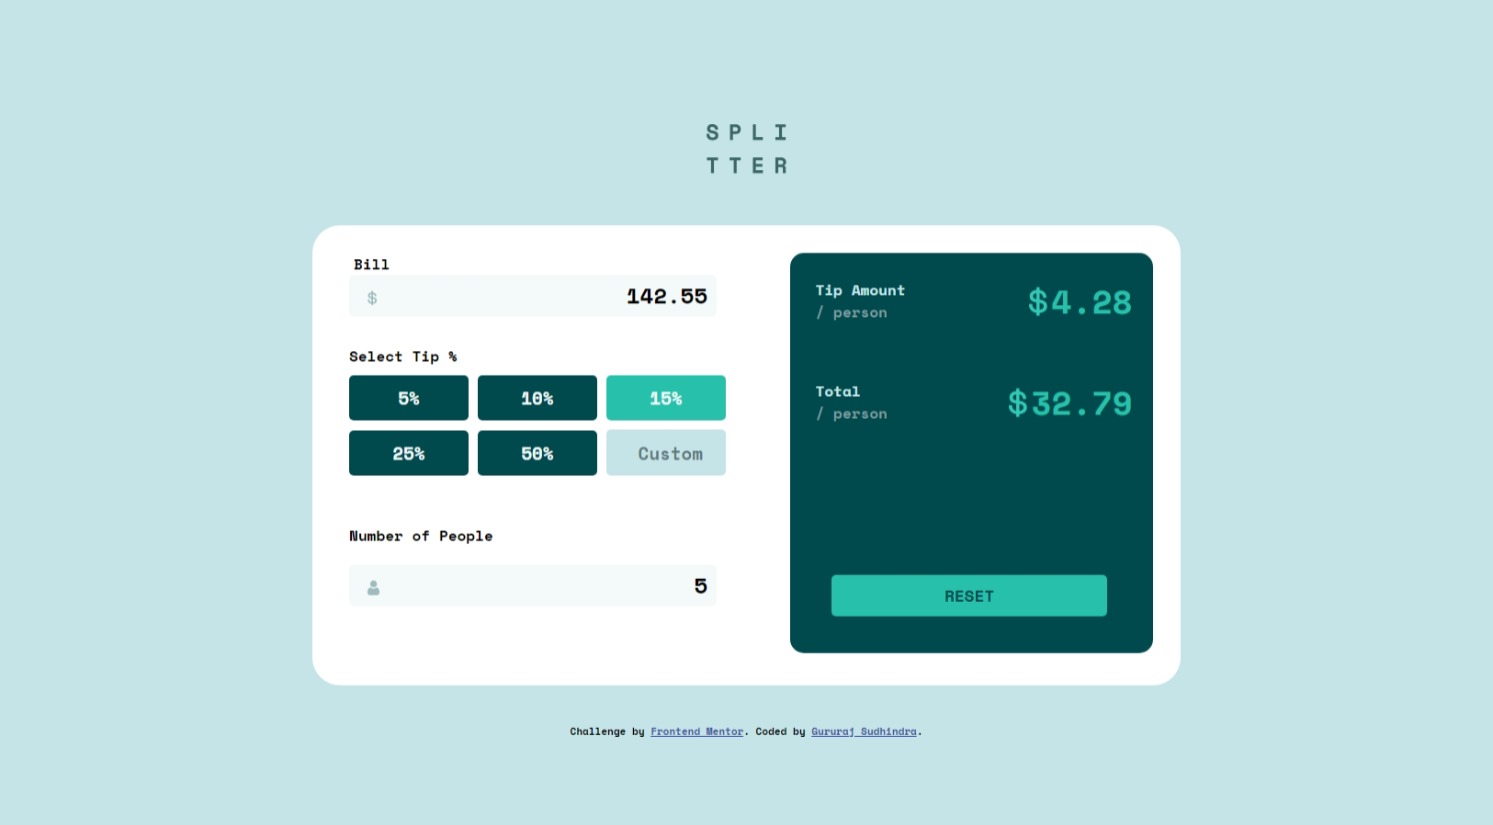 SPLI
TTER
Bill
$ 142.55
Select Tip %
5% 10% 15%
25% 50% Custom
Number of People
5
Tip Amount
/ person
$4.28
Total
/ person
$32.79
RESET
Challenge by Frontend Mentor. Coded by Gururaj Sudhindra.